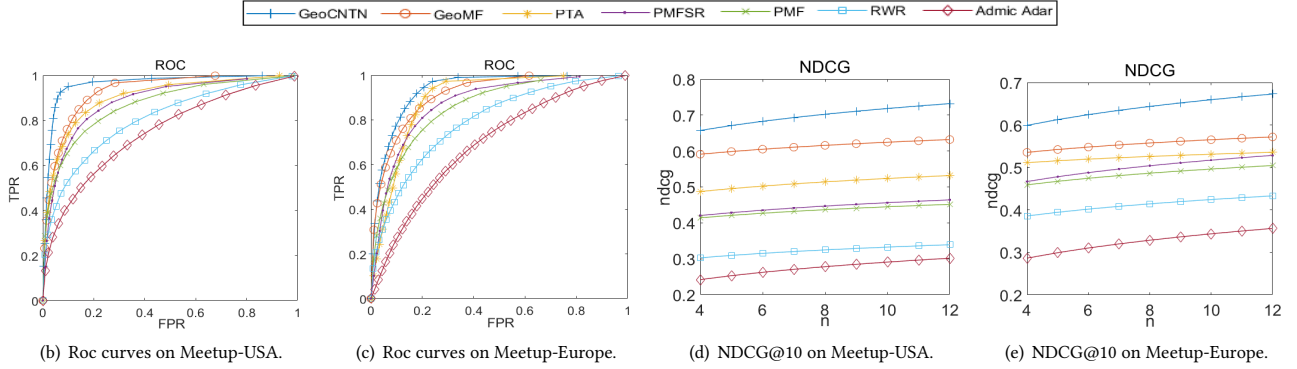 GeoCNTN GeoMF PTA PMFSR PMF RWR Admic Adar
ROC
1
0.8
0.6
0.4
0.2
0
TPR
0 0.2 0.4 0.6 0.8 1
FPR
(b) Roc curves on Meetup-USA.
ROC
1
0.8
0.6
0.4
0.2
0
TPR
0 0.2 0.4 0.6 0.8 1
FPR
(c) Roc curves on Meetup-Europe.
NDCG
0.8
0.7
0.6
0.5
0.4
0.3
0.2
ndcg
4 6 8 10 12
n
(d) NDCG@10 on Meetup-USA.
NDCG
0.7
0.6
0.5
0.4
0.3
0.2
ndcg
4 6 8 10 12
n
(e) NDCG@10 on Meetup-Europe.